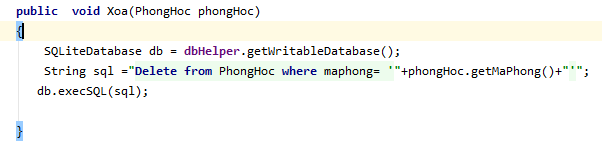 public  void Xoa(PhongHoc phongHoc)
{
    SQLiteDatabase db = dbHelper.getWritableDatabase();
    String sql ="Delete from PhongHoc where maphong= '"+phongHoc.getMaPhong()+"'";
   db.execSQL(sql);
}